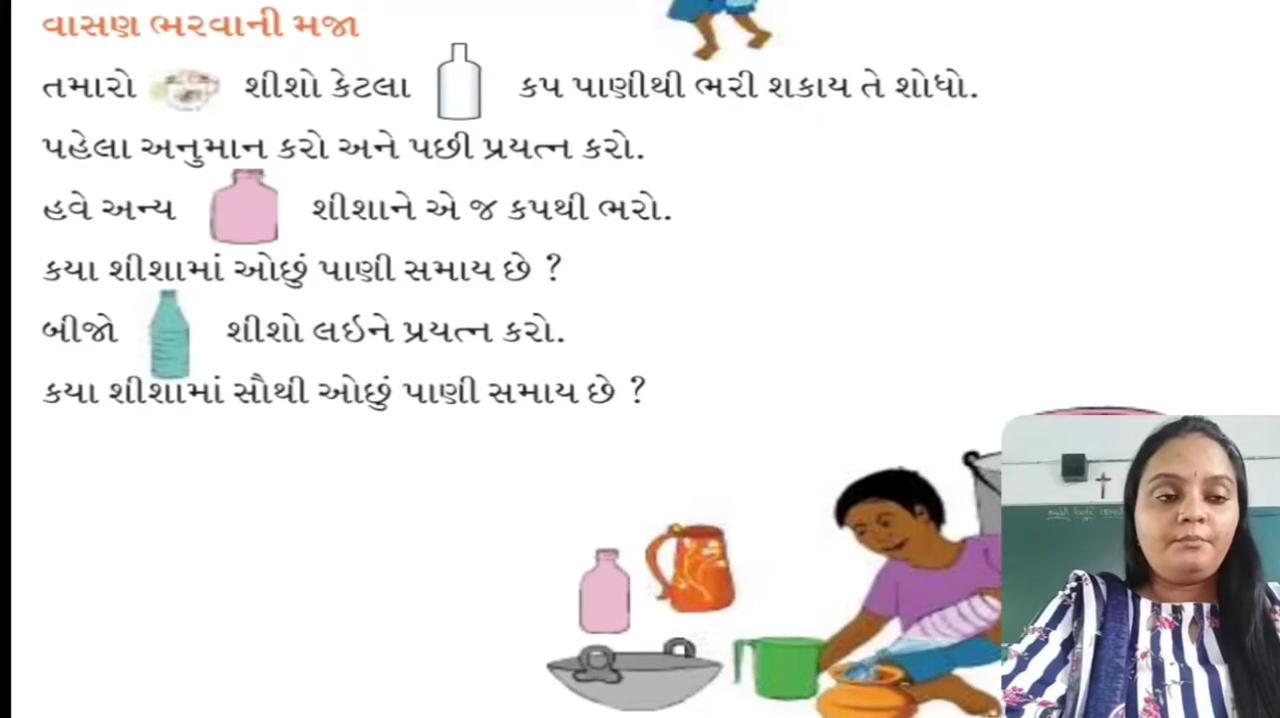 વાસણ ભરવાની મજા
તમારો શીશો કેટલા કપ પાણીથી ભરી શકાય તે શોધો.
પહેલા અનુમાન કરો અને પછી પ્રયત્ન કરો.
હવે અન્ય શીશાને એ જ કપથી ભરો.
કયા શીશામાં ઓછું પાણી સમાય છે ?
બીજો શીશો લઇને પ્રયત્ન કરો.
કયા શીશામાં સૌથી ઓછું પાણી સમાય છે ?